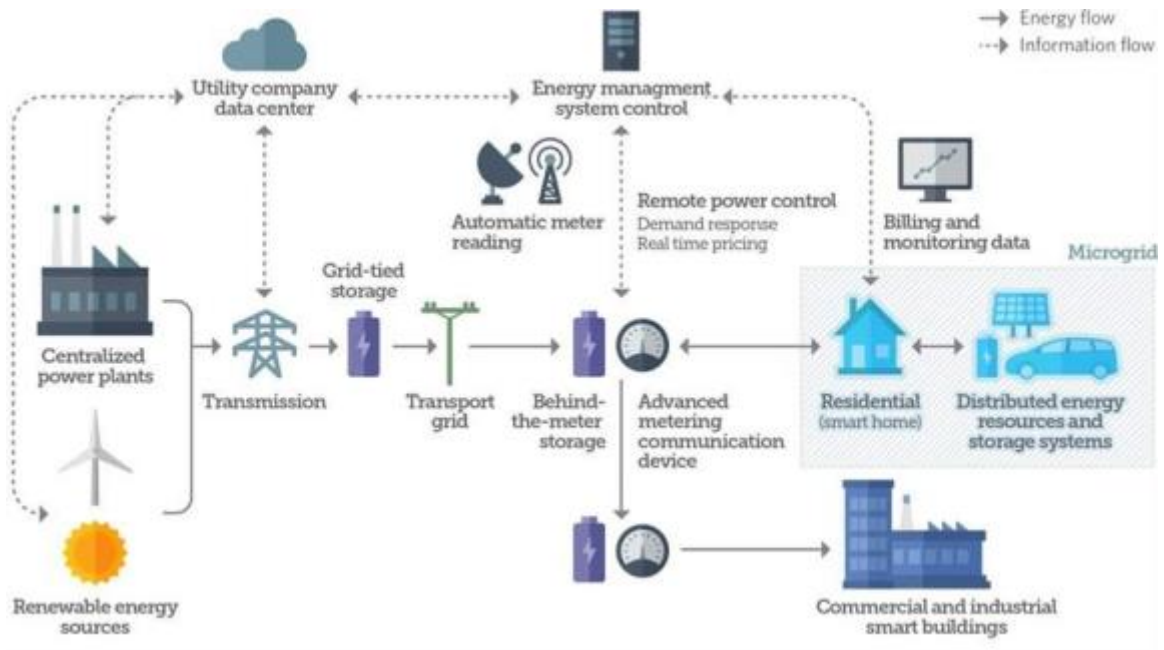 Energy flow
Information flow
Utility company
data center
Energy managment
system control
Automatic meter
reading
Remote power control
Demand response
Real time pricing
Billing and
monitoring data
Microgrid
Grid-tied
storage
Centralized
power plants
Transmission
Transport
grid
Behind-
the-meter
storage
Advanced
metering
communication
device
Residential
(smart home)
Distributed energy
resources and
storage systems
Renewable energy
sources
Commercial and industrial
smart buildings